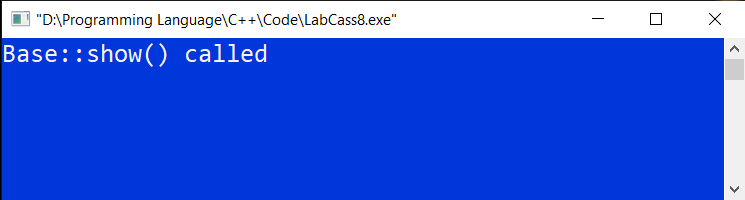 "D:\Programming Language\C++\Code\LabCass8.exe"
Base::show() called